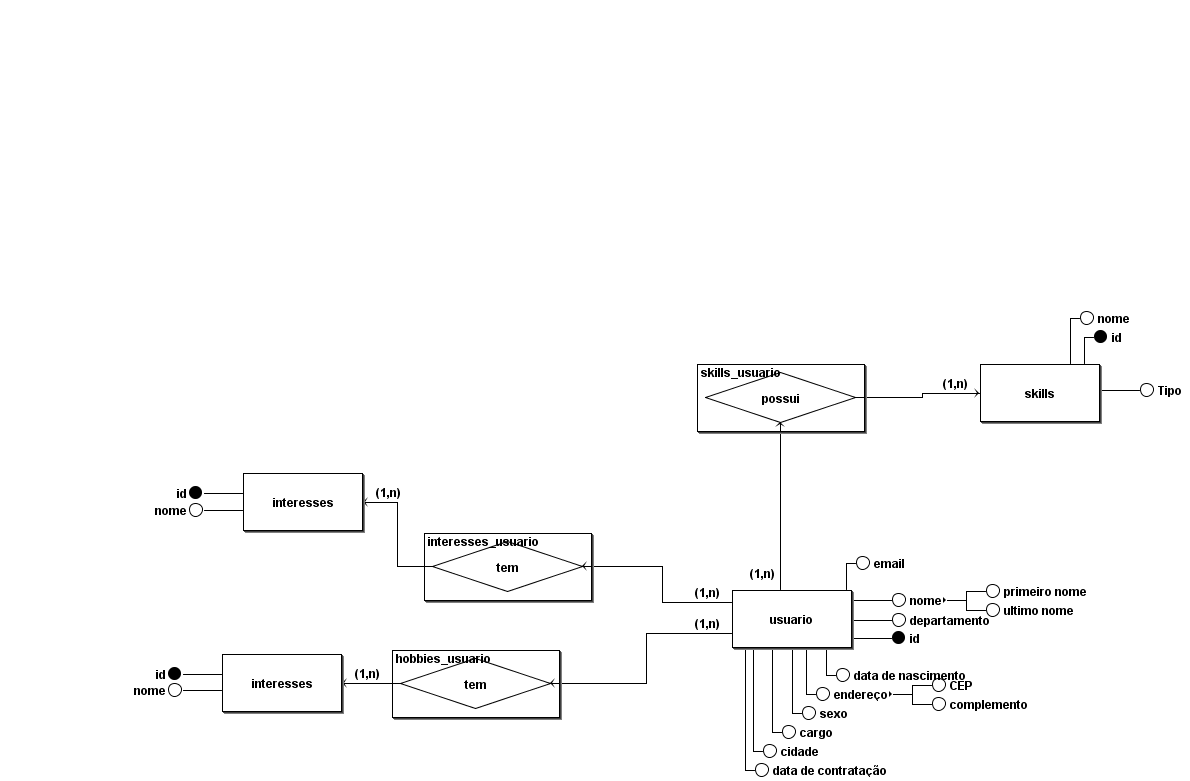 nome
id
skills_usuario
(1,n)
possui
skills
Tipo
id
(1,n)
nome
interesses
interesses_usuario
tem
(1,n)
(1,n)
email
nome
primeiro nome
ultimo nome
usuario
departamento
(1,n)
id
hobbies_usuario
id
(1,n)
nome
interesses
tem
data de nascimento
CEP
endereço
complemento
sexo
cargo
cidade
data de contratação